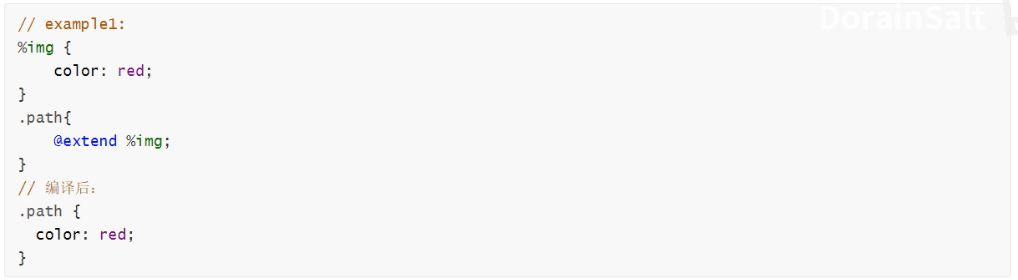 DorainSalt
// example1:
%img {
    color: red;
}
.path{
    @extend %img;
}
// 编译后：
.path {
  color: red;
}